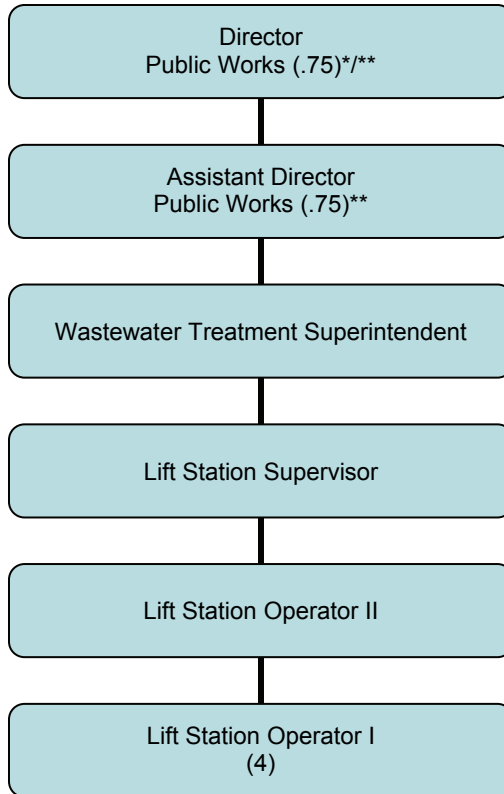 Director
Public Works (.75)*/**
Assistant Director
Public Works (.75)**
Wastewater Treatment Superintendent
Lift Station Supervisor
Lift Station Operator II
Lift Station Operator I
(4)